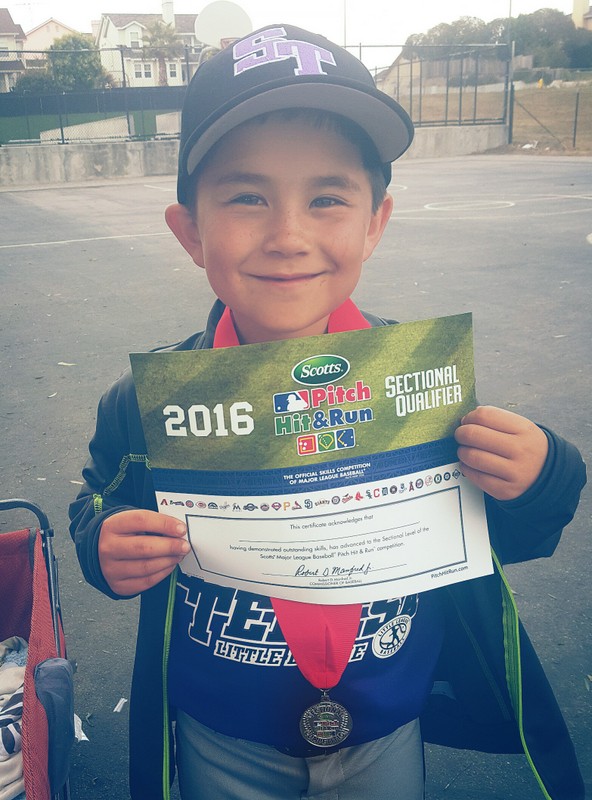 ST
Scotts
Pitch
Hit&Run
2016
SECTIONAL
QUALIFIER
THE OFFICIAL SKILLS COMPETITION
OF MAJOR LEAGUE BASEBALL
This certificate acknowledges that
having demonstrated outstanding skills, has advanced to the Sectional Level of the
Scotts® Major League Baseball® Pitch Hit & Run™ competition.
Robert D. Manfred Jr.
COMMISSIONER OF BASEBALL
PitchHitRun.com
LITTLE